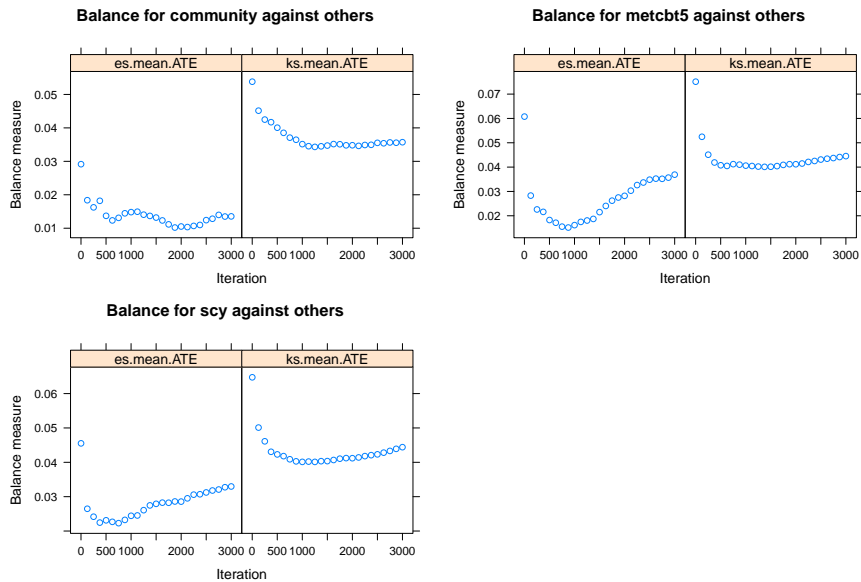 Balance for community against others
es.mean.ATE ks.mean.ATE
0.05
0.04
0.03
0.02
0.01
Balance measure
0 500 1000 2000 3000 0 500 1000 2000 3000
Iteration
Balance for metcbt5 against others
es.mean.ATE ks.mean.ATE
0.07
0.06
0.05
0.04
0.03
0.02
Balance measure
0 500 1000 2000 3000 0 500 1000 2000 3000
Iteration
Balance for scy against others
es.mean.ATE ks.mean.ATE
0.06
0.05
0.04
0.03
Balance measure
0 500 1000 2000 3000 0 500 1000 2000 3000
Iteration